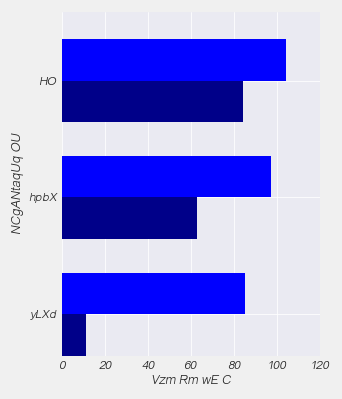 NCgANtaqUq OU
HO
hpbX
yLXd
0 20 40 60 80 100 120
Vzm Rm wE C